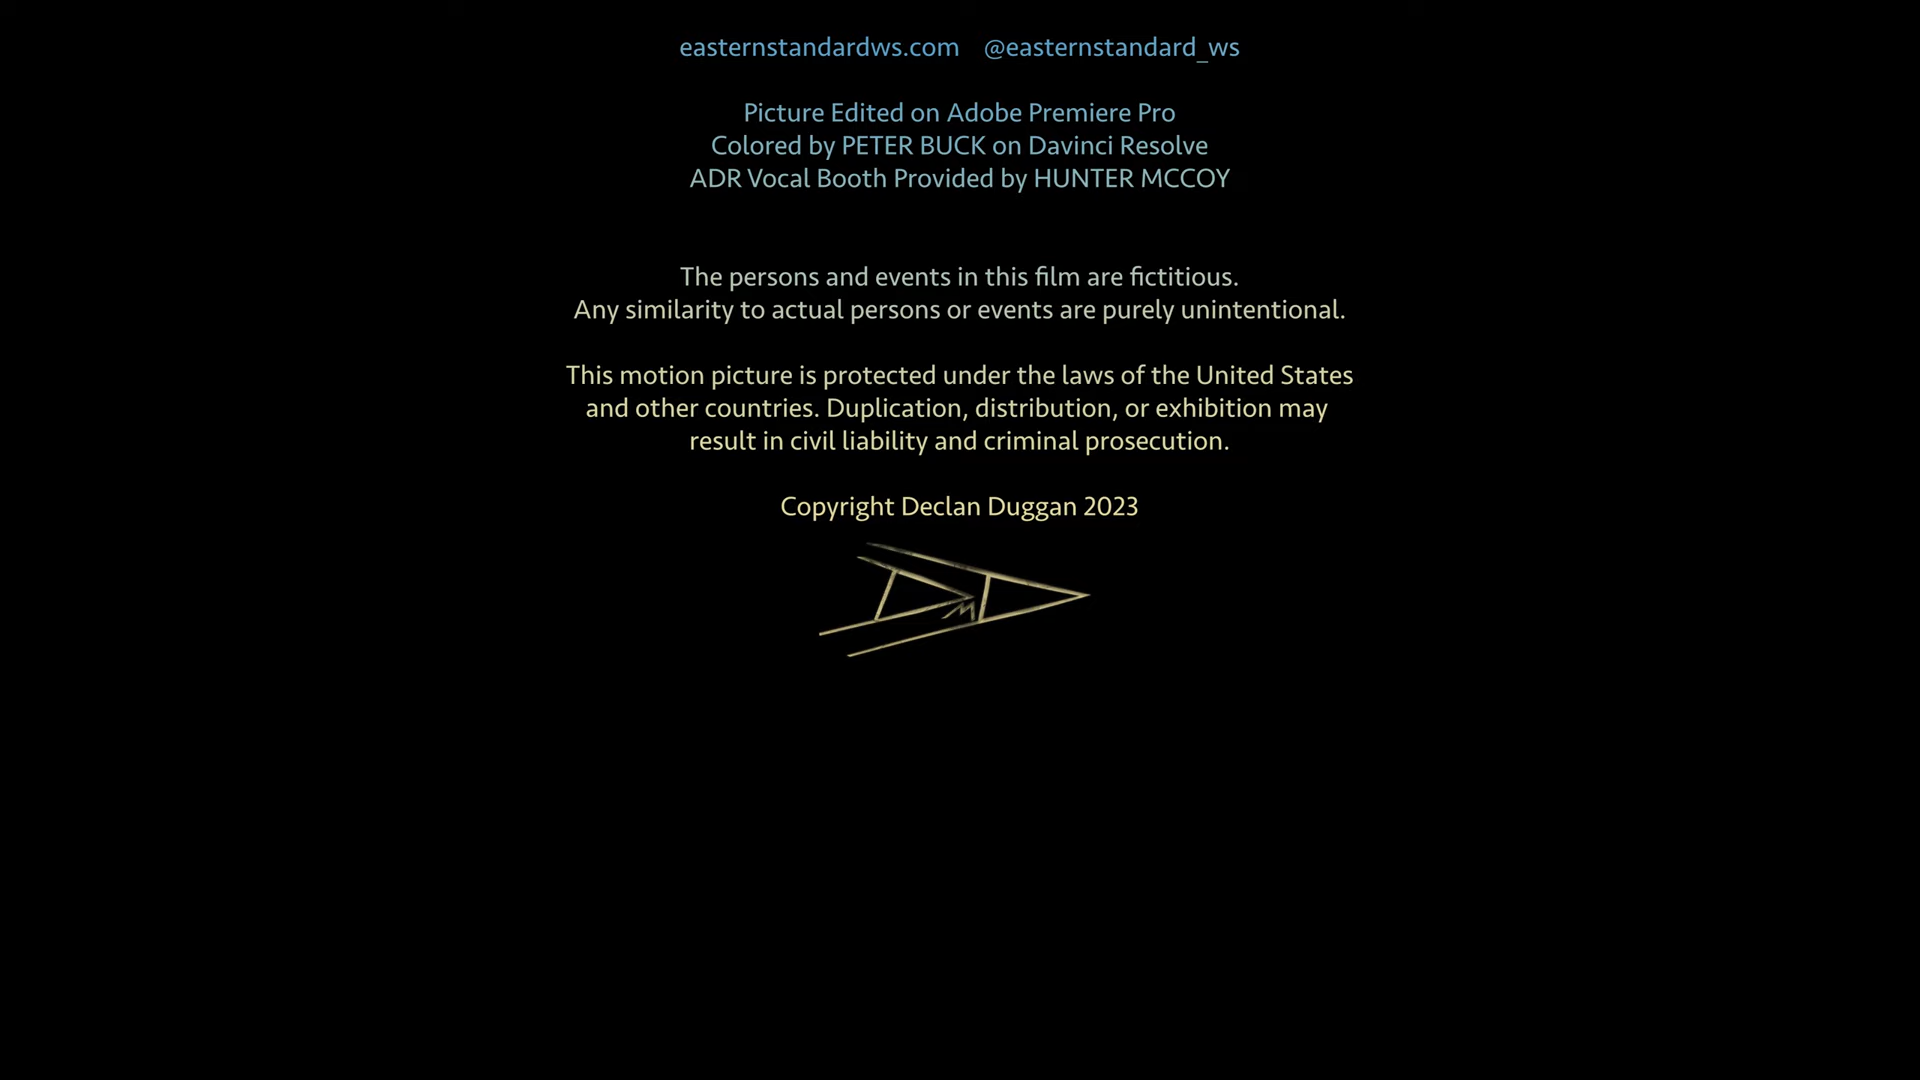 easternstandardws.com @easternstandard_ws
Picture Edited on Adobe Premiere Pro
Colored by PETER BUCK on Davinci Resolve
ADR Vocal Booth Provided by HUNTER MCCOY
The persons and events in this film are fictitious.
Any similarity to actual persons or events are purely unintentional.
This motion picture is protected under the laws of the United States
and other countries. Duplication, distribution, or exhibition may
result in civil liability and criminal prosecution.
Copyright Declan Duggan 2023